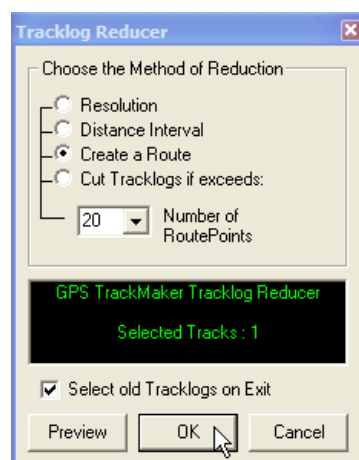 Tracklog Reducer
Choose the Method of Reduction
Resolution
Distance Interval
Create a Route
Cut Tracklogs if exceeds:
20
Number of
RoutePoints
GPS TrackMaker Tracklog Reducer
Selected Tracks : 1
Select old Tracklogs on Exit
Preview OK Cancel